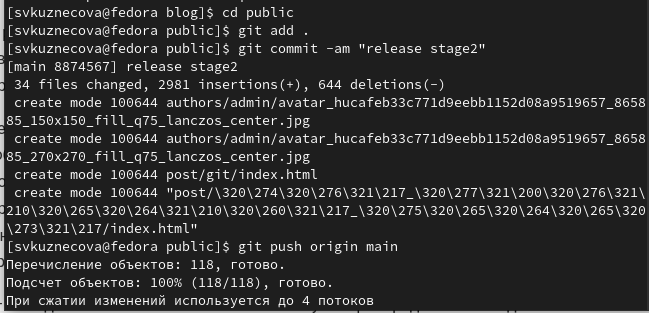 [svkuznecova@fedora blog]$ cd public
[svkuznecova@fedora public]$ git add .
[svkuznecova@fedora public]$ git commit -am "release stage2"
[main 8874567] release stage2
 34 files changed, 2981 insertions(+), 644 deletions(-)
 create mode 100644 authors/admin/avatar_hucafeb33c771d9eebb1152d08a9519657_8658
85_150x150_fill_q75_lanczos_center.jpg
 create mode 100644 authors/admin/avatar_hucafeb33c771d9eebb1152d08a9519657_8658
85_270x270_fill_q75_lanczos_center.jpg
 create mode 100644 post/git/index.html
 create mode 100644 "post/\320\274\320\276\321\217_\320\277\321\200\320\276\321\
210\320\265\320\264\321\210\320\260\321\217_\320\275\320\265\320\264\320\265\320
\273\321\217/index.html"
[svkuznecova@fedora public]$ git push origin main
Перечисление объектов: 118, готово.
Подсчет объектов: 100% (118/118), готово.
При сжатии изменений используется до 4 потоков